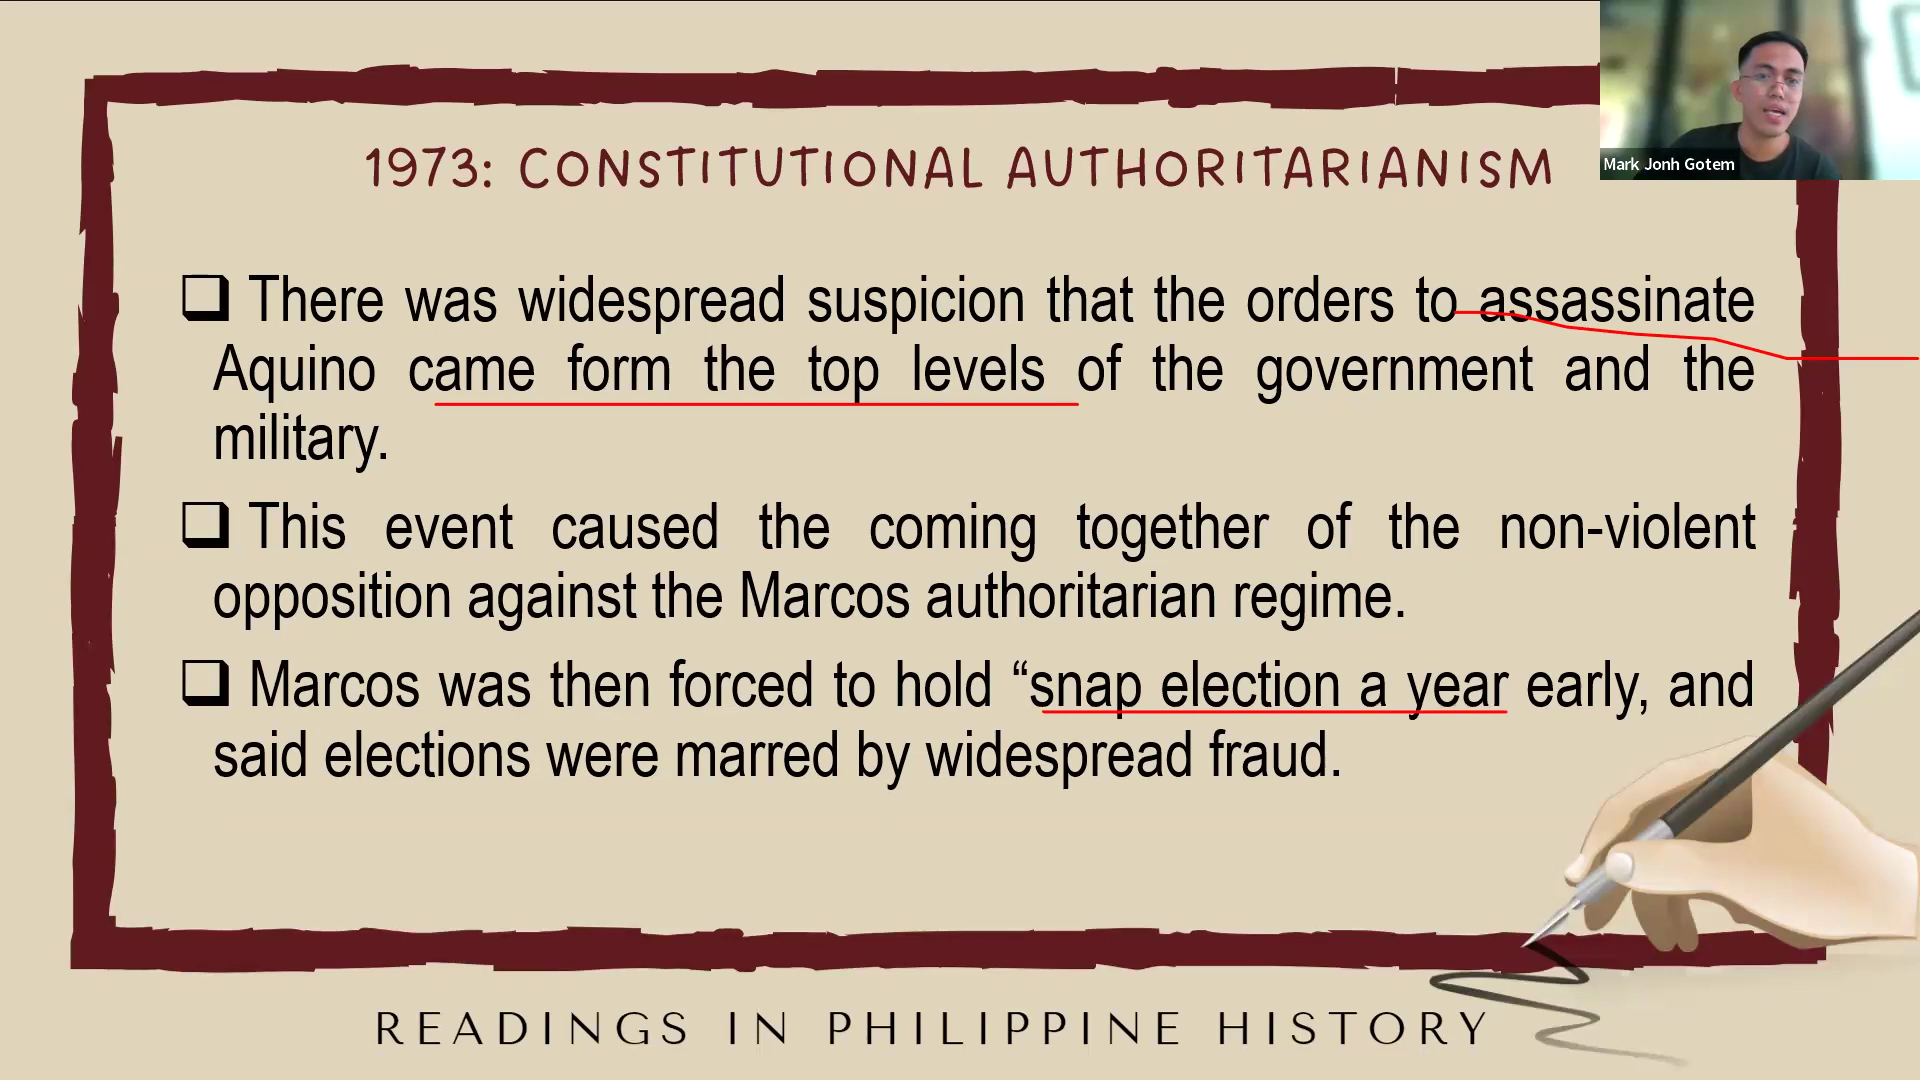 1973: CONSTITUTIONAL AUTHORITARIANISM
Mark Jonh Gotem
❑ There was widespread suspicion that the orders to assassinate
Aquino came form the top levels of the government and the
military.
❑ This event caused the coming together of the non-violent
opposition against the Marcos authoritarian regime.
❑ Marcos was then forced to hold “snap election a year early, and
said elections were marred by widespread fraud.
READINGS IN PHILIPPINE HISTORY